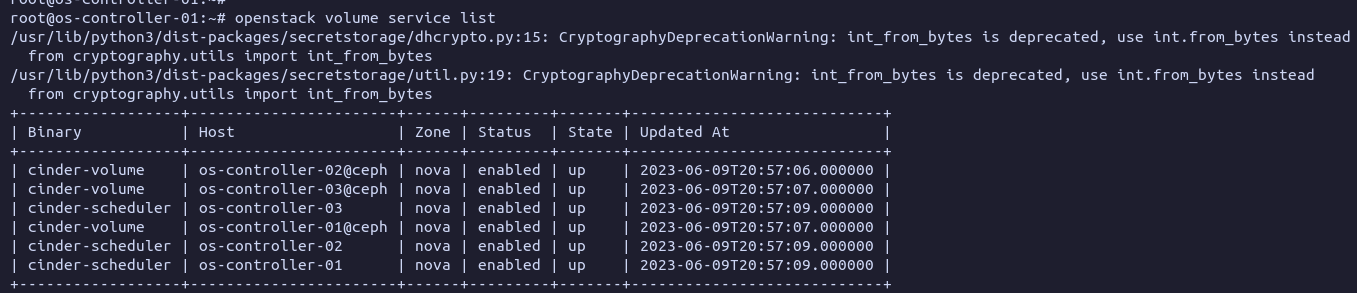 root@os-controller-01:~#
root@os-controller-01:~# openstack volume service list
/usr/lib/python3/dist-packages/secretstorage/dhcrypto.py:15: CryptographyDeprecationWarning: int_from_bytes is deprecated, use int.from_bytes instead
  from cryptography.utils import int_from_bytes
/usr/lib/python3/dist-packages/secretstorage/util.py:19: CryptographyDeprecationWarning: int_from_bytes is deprecated, use int.from_bytes instead
  from cryptography.utils import int_from_bytes
+------------------+-----------------------+------+---------+-------+----------------------------+
| Binary           | Host                  | Zone | Status  | State | Updated At                 |
+------------------+-----------------------+------+---------+-------+----------------------------+
| cinder-volume    | os-controller-02@ceph | nova | enabled | up    | 2023-06-09T20:57:06.000000 |
| cinder-volume    | os-controller-03@ceph | nova | enabled | up    | 2023-06-09T20:57:07.000000 |
| cinder-scheduler | os-controller-03      | nova | enabled | up    | 2023-06-09T20:57:09.000000 |
| cinder-volume    | os-controller-01@ceph | nova | enabled | up    | 2023-06-09T20:57:07.000000 |
| cinder-scheduler | os-controller-02      | nova | enabled | up    | 2023-06-09T20:57:09.000000 |
| cinder-scheduler | os-controller-01      | nova | enabled | up    | 2023-06-09T20:57:09.000000 |
+------------------+-----------------------+------+---------+-------+----------------------------+